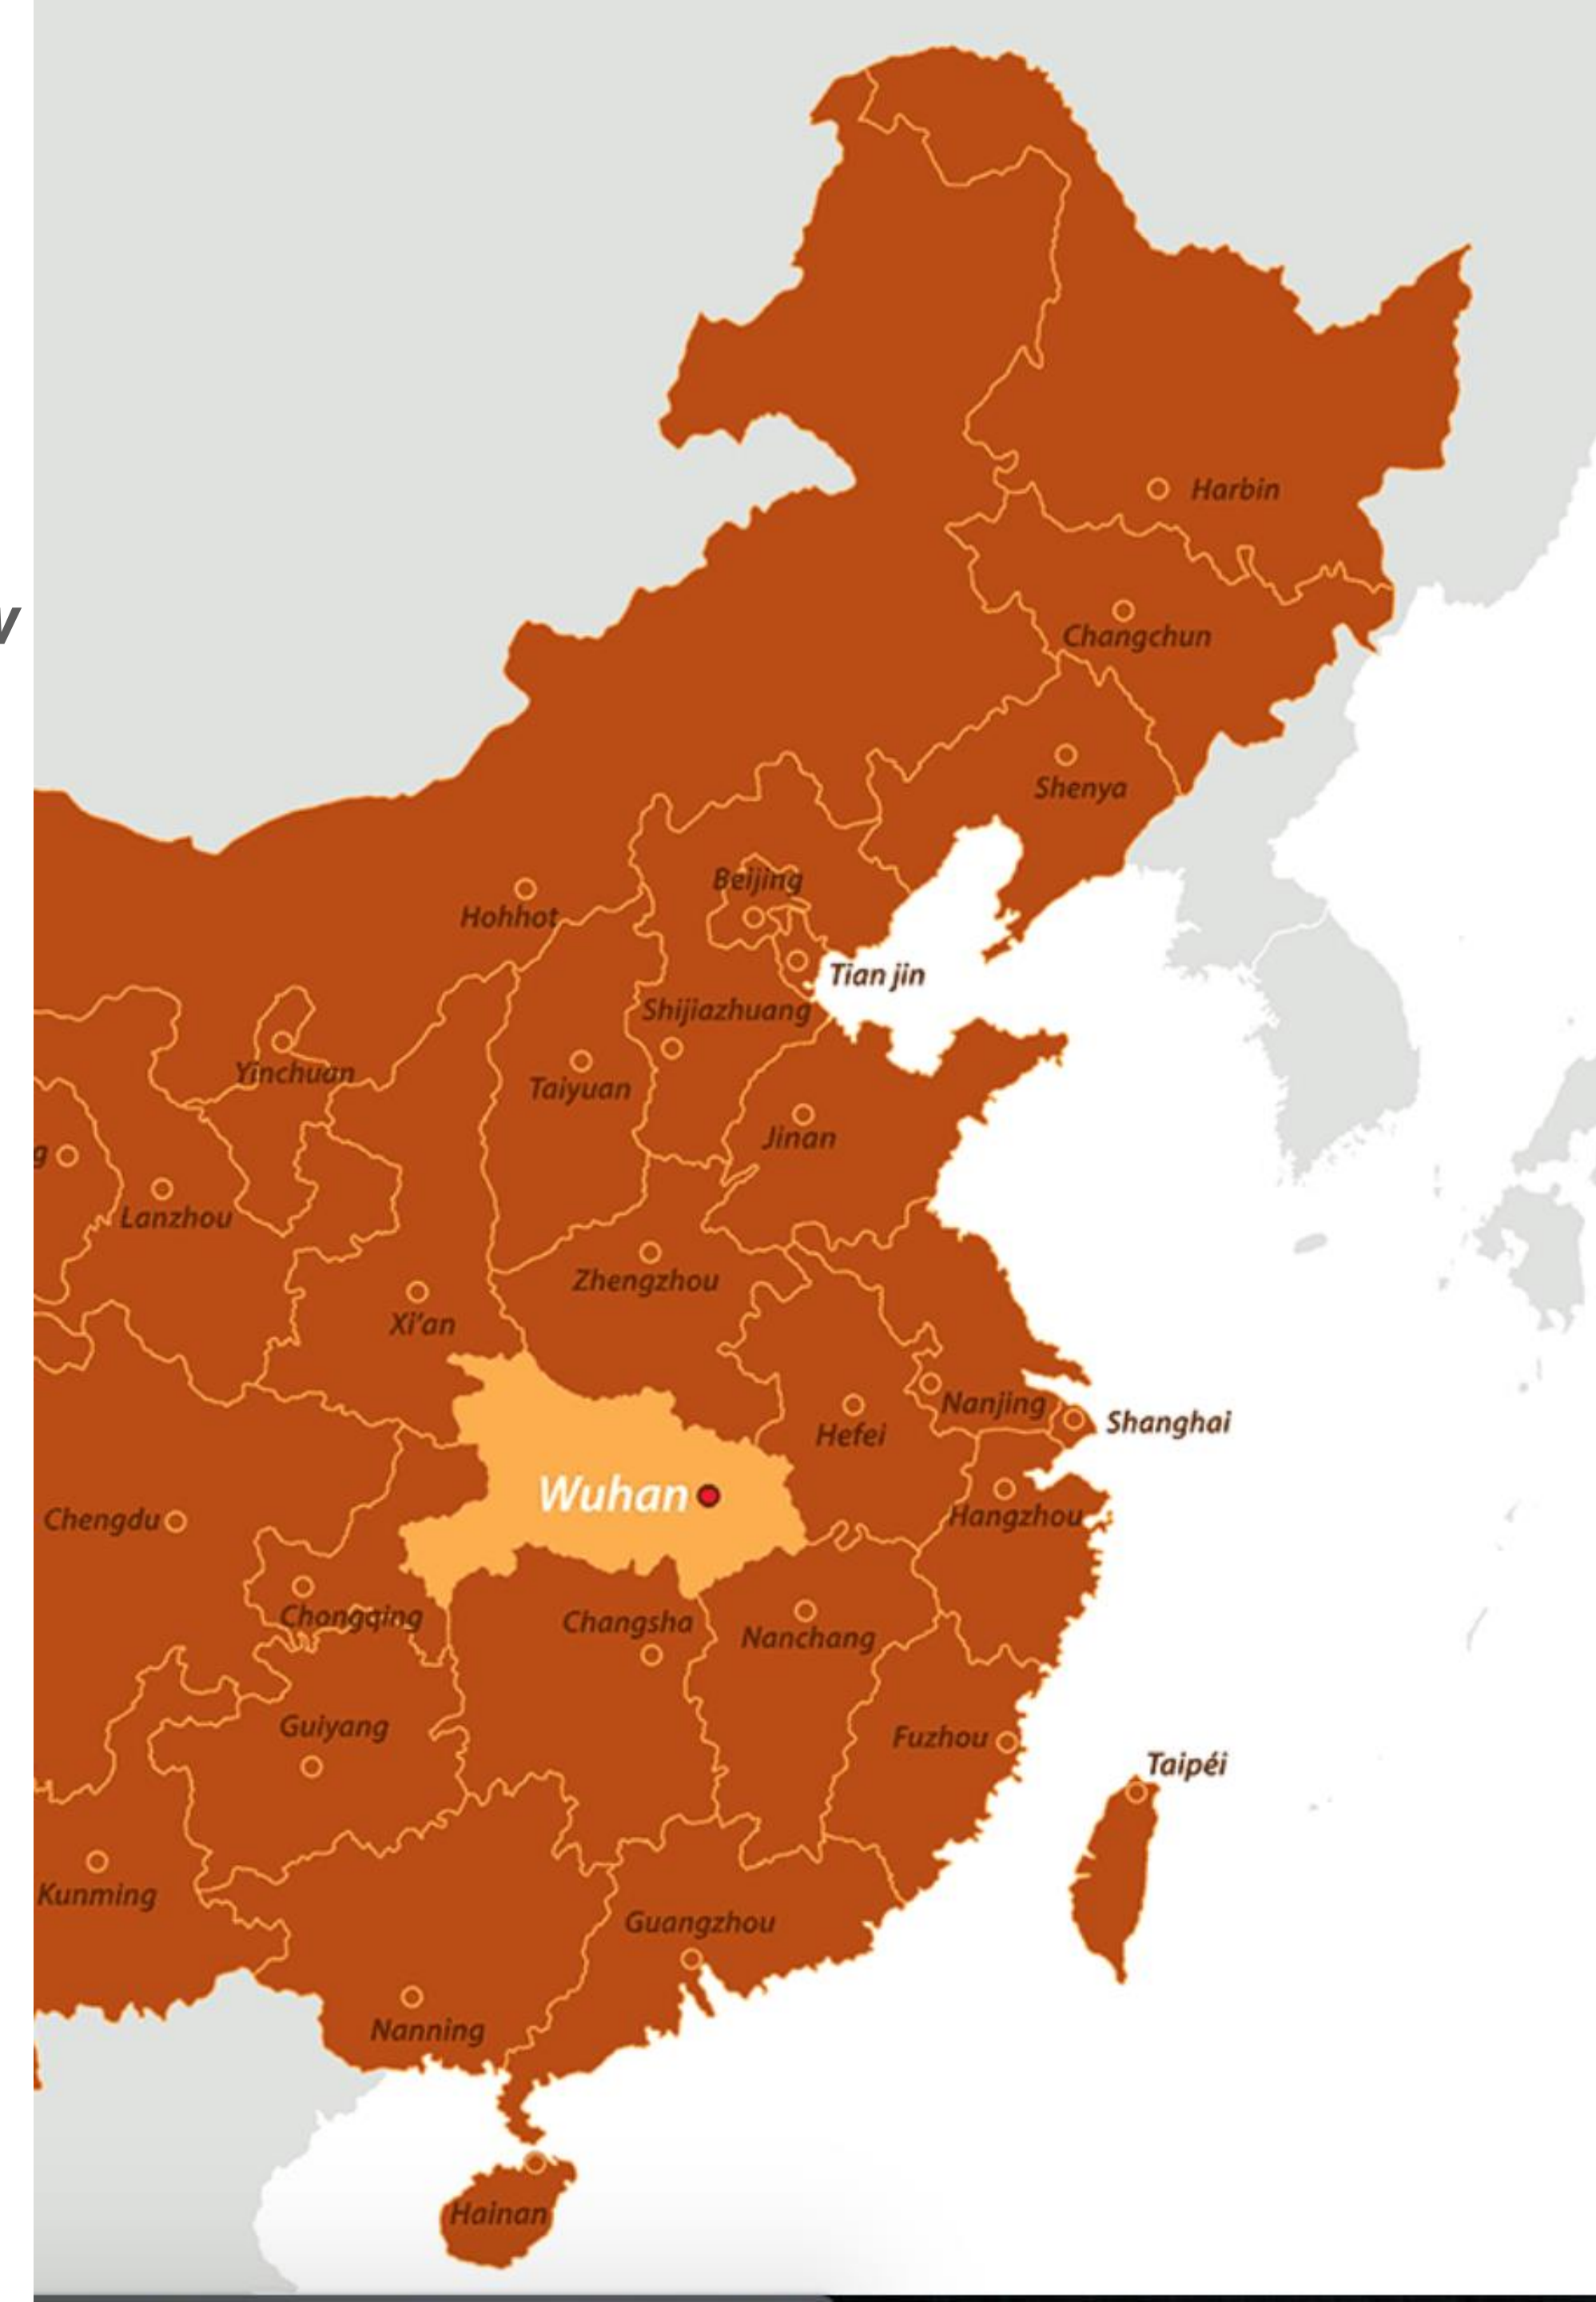 Harbin
Changchun
Shenya
Beijing
Hohhot
Tian jin
Shijiazhuang
Yinchuan
Taiyuan
Jinan
g
Lanzhou
Zhengzhou
Xi'an
Nanjing
Shanghai
Hefei
Wuhan
Hangzhou
Chengdu
Chongqing
Changsha
Nanchang
Guiyang
Fuzhou
Taipéi
Kunming
Guangzhou
Nanning
Hainan